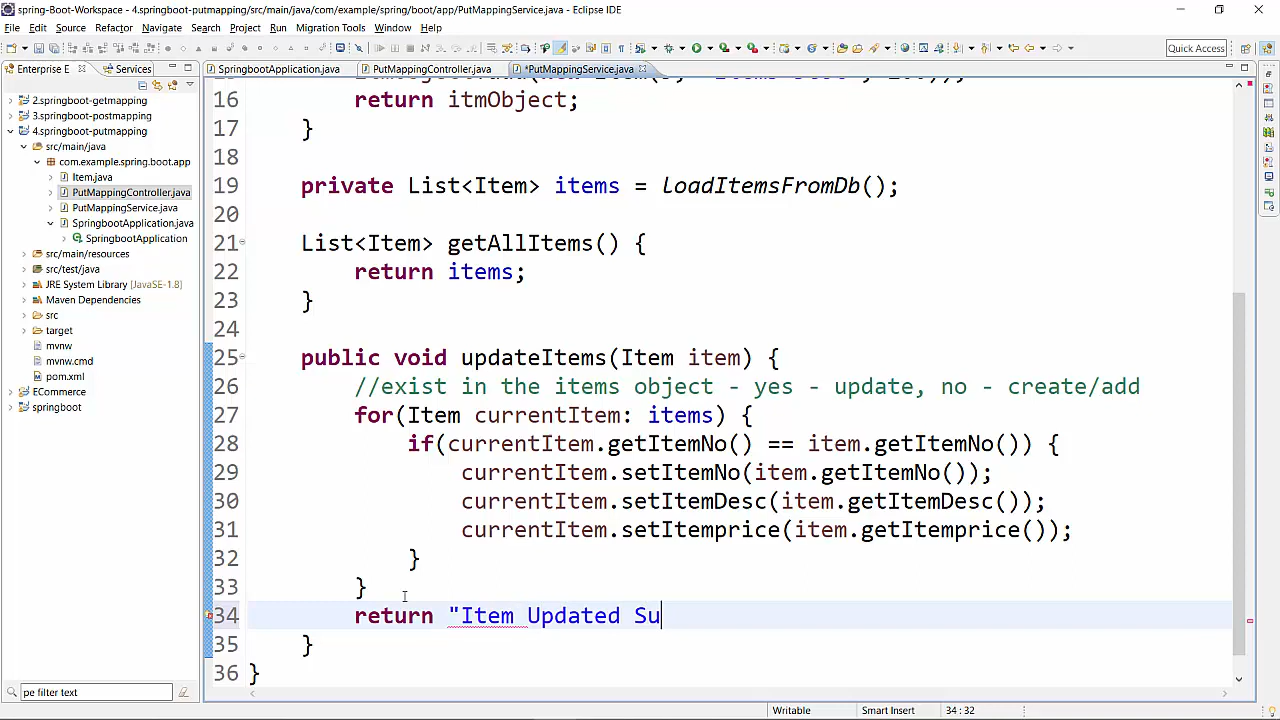 spring-Boot-Workspace - 4.springboot-putmapping/src/main/java/com/example/spring/boot/app/PutMappingService.java - Eclipse IDE
File Edit Source Refactor Navigate Search Project Run Migration Tools Window Help
Quick Access
Enterprise E Services
SpringbootApplication.java PutMappingController.java *PutMappingService.java
2.springboot-getmapping
3.springboot-postmapping
4.springboot-putmapping
src/main/java
com.example.spring.boot.app
Item.java
PutMappingController.java
PutMappingService.java
SpringbootApplication.java
SpringbootApplication
src/main/resources
src/test/java
JRE System Library [JavaSE-1.8]
Maven Dependencies
src
target
mvnw
mvnw.cmd
pom.xml
ECommerce
springboot
pe filter text
16 return itmObject;
17 }
18
19 private List<Item> items = loadItemsFromDb();
20
21 List<Item> getAllItems() {
22 return items;
23 }
24
25 public void updateItems(Item item) {
26 //exist in the items object - yes - update, no - create/add
27 for(Item currentItem: items) {
28 if(currentItem.getItemNo() == item.getItemNo()) {
29 currentItem.setItemNo(item.getItemNo());
30 currentItem.setItemDesc(item.getItemDesc());
31 currentItem.setItemprice(item.getItemprice());
32 }
33 }
34 return "Item Updated Su
35 }
36 }
Writable Smart Insert 34 : 32